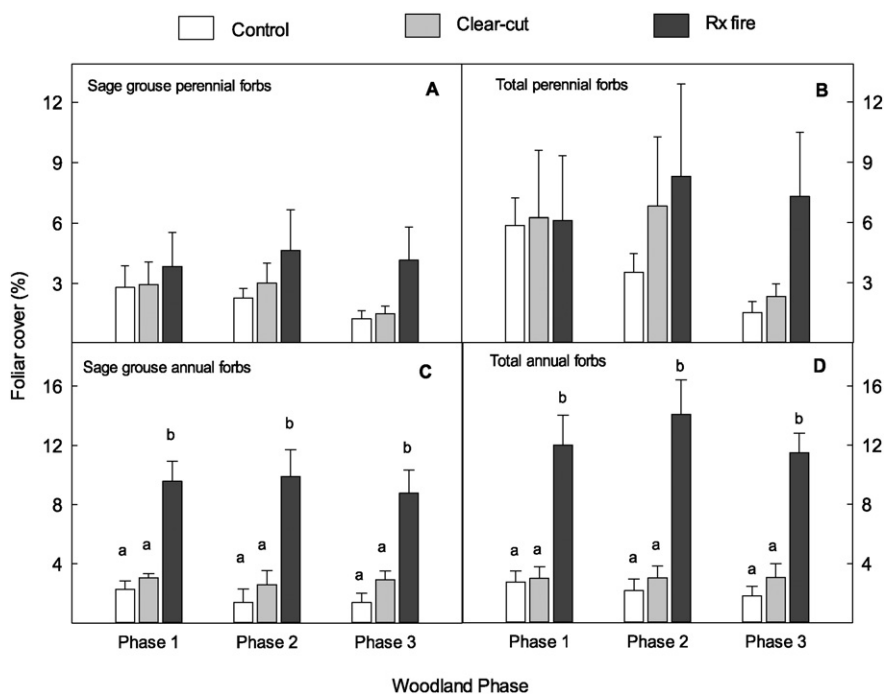 Control Clear-cut Rx fire
Sage grouse perennial forbs A
Total perennial forbs B
12 12
9 9
6 6
3 3
Foliar cover (%)
Sage grouse annual forbs C
Total annual forbs D
16 16
12 12
8 8
4 4
a a b a a b a a b
a a b a a b a a b
Phase 1 Phase 2 Phase 3 Phase 1 Phase 2 Phase 3
Woodland Phase